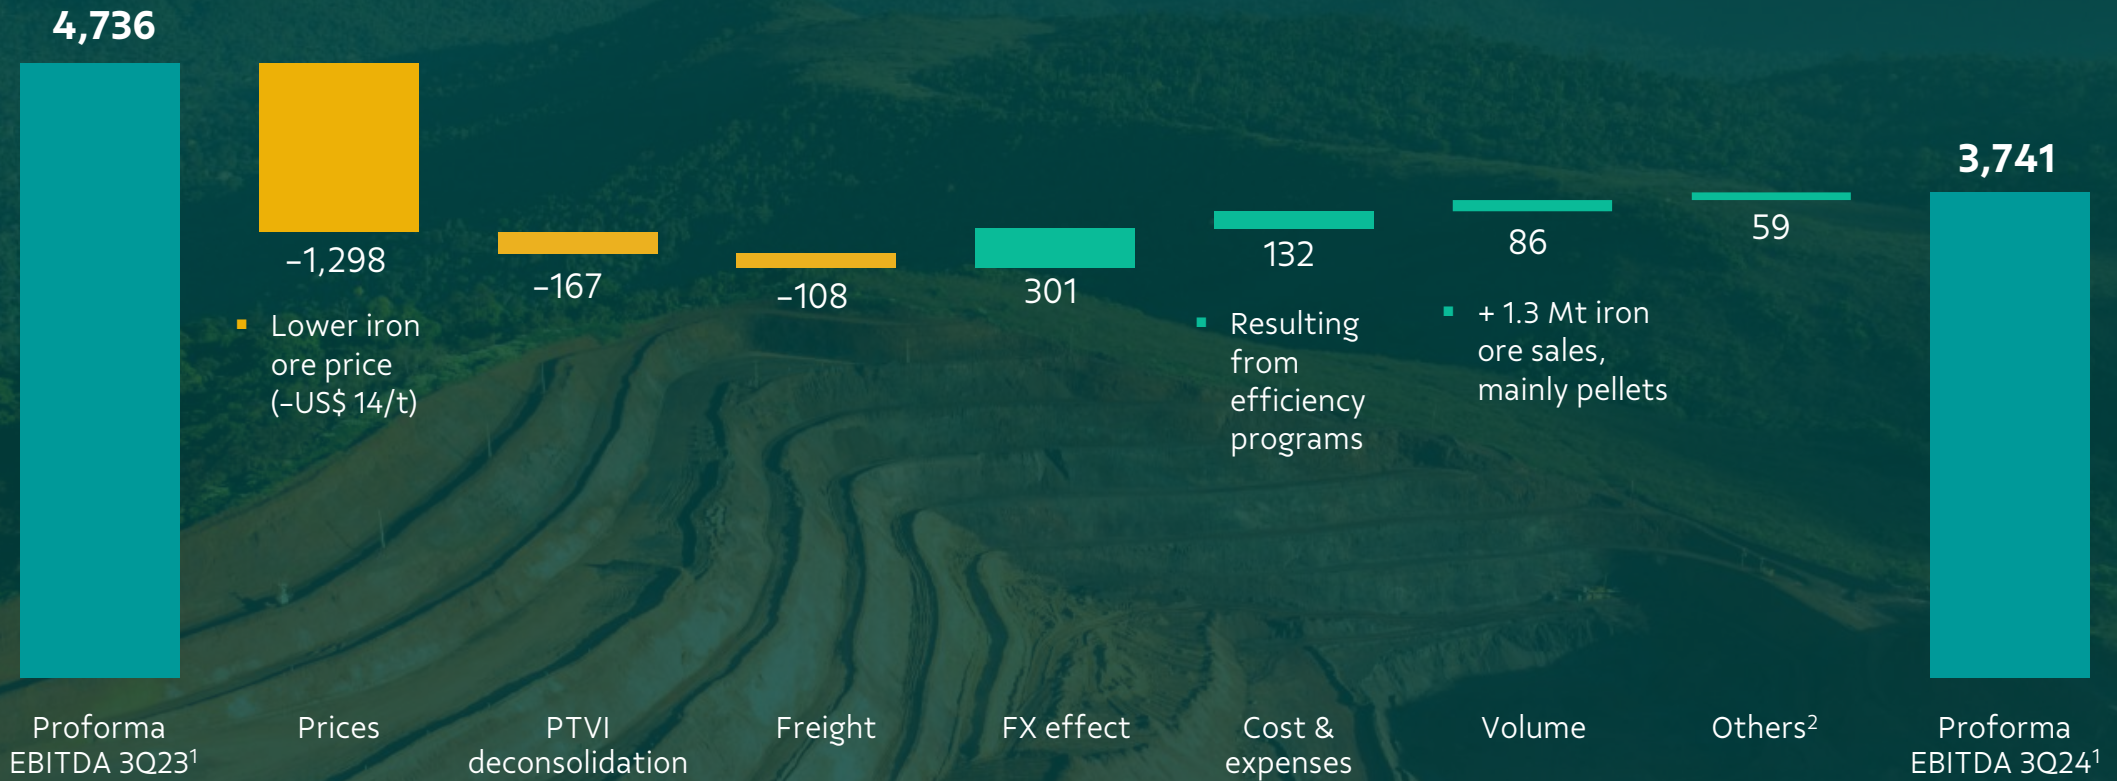 4,736
3,741
–1,298
–167
–108
301
132
86
59
▪ Lower iron
ore price
(–US$ 14/t)
▪ Resulting
from
efficiency
programs
▪ + 1.3 Mt iron
ore sales,
mainly pellets
Proforma
EBITDA 3Q23¹
Prices
PTVI
deconsolidation
Freight
FX effect
Cost &
expenses
Volume
Others²
Proforma
EBITDA 3Q24¹